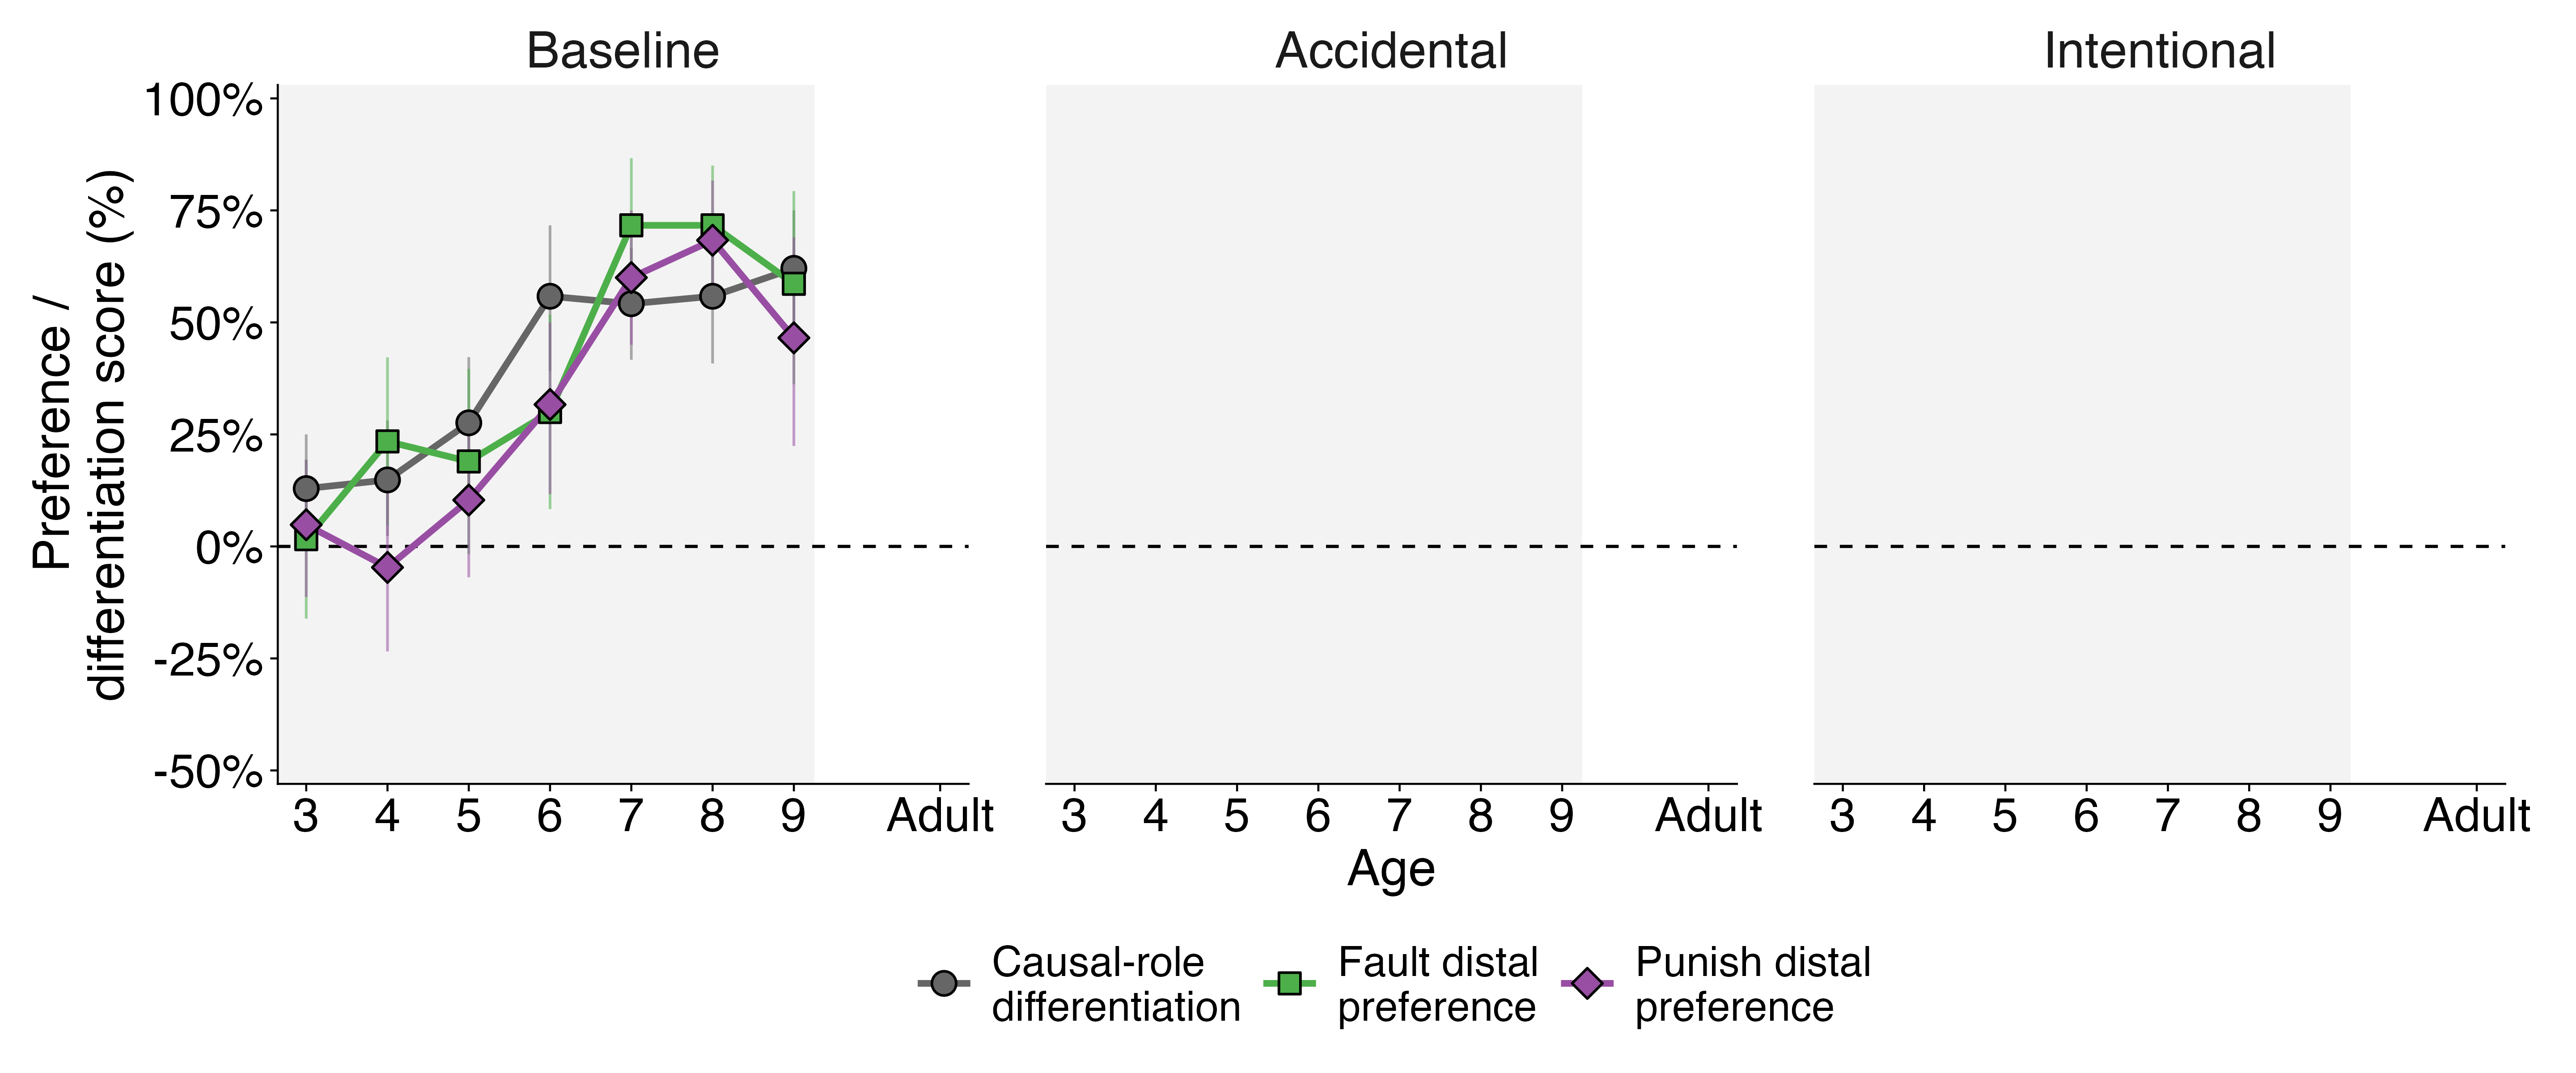 Baseline Accidental Intentional
Preference /
differentiation score (%)
100%
75%
50%
25%
0%
-25%
-50%
3 4 5 6 7 8 9 Adult 3 4 5 6 7 8 9 Adult 3 4 5 6 7 8 9 Adult
Age
Causal-role
differentiation
Fault distal
preference
Punish distal
preference